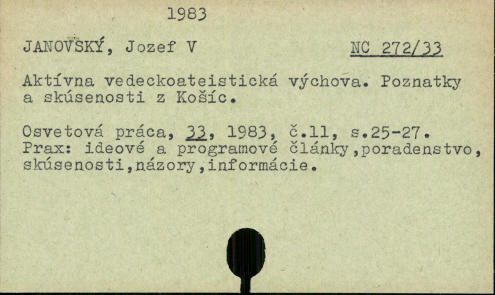 1983
JANOVSKÝ, Jozef V NC 272/33
Aktívna vedeckoateistická výchova. Poznatky
a skúsenosti z Košíc.
Osvetová práca, 33, 1983, č.11, s.25-27.
Prax: ideové a programové články,poradenstvo,
skúsenosti,názory,informácie.